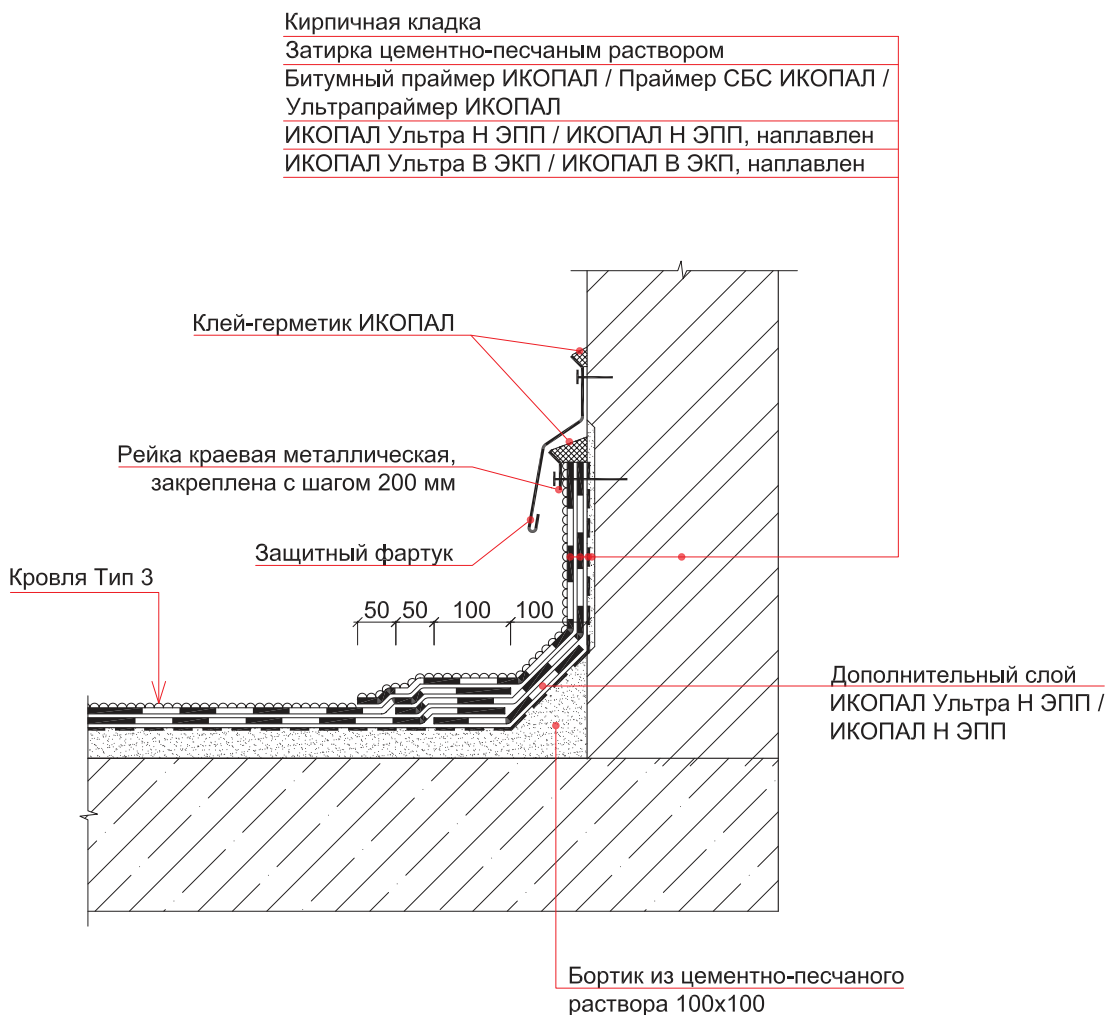 Кирпичная кладка
Затирка цементно-песчаным раствором
Битумный праймер ИКОПАЛ / Праймер СБС ИКОПАЛ /
Ультрапраймер ИКОПАЛ
ИКОПАЛ Ультра Н ЭПП / ИКОПАЛ Н ЭПП, наплавлен
ИКОПАЛ Ультра В ЭКП / ИКОПАЛ В ЭКП, наплавлен
Клей-герметик ИКОПАЛ
Рейка краевая металлическая,
закреплена с шагом 200 мм
Защитный фартук
Кровля Тип 3
50 50 100 100
Дополнительный слой
ИКОПАЛ Ультра Н ЭПП /
ИКОПАЛ Н ЭПП
Бортик из цементно-песчаного
раствора 100х100